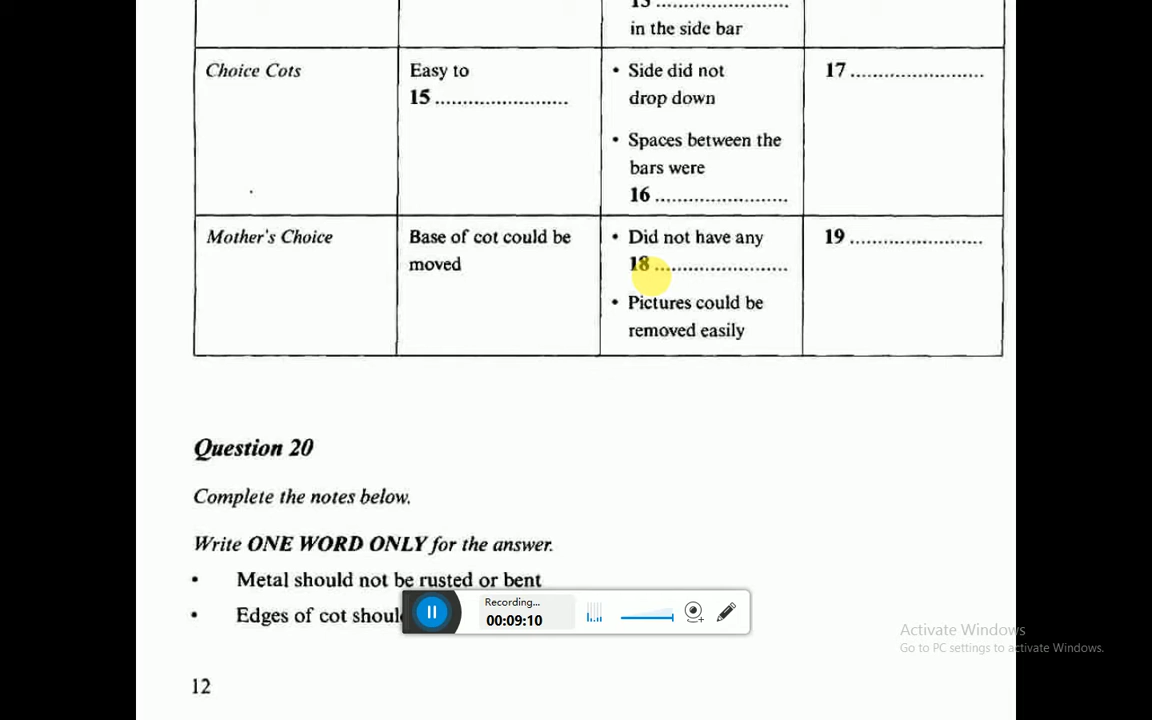 13 ............................
in the side bar
Choice Cots
Easy to
15 ............................
• Side did not
drop down
• Spaces between the
bars were
16 ............................
17 ............................
Mother's Choice
Base of cot could be
moved
• Did not have any
18 ............................
• Pictures could be
removed easily
19 ............................
Question 20
Complete the notes below.
Write ONE WORD ONLY for the answer.
• Metal should not be rusted or bent
• Edges of cot should
Recording...
00:09:10
Activate Windows
Go to PC settings to activate Windows.
12